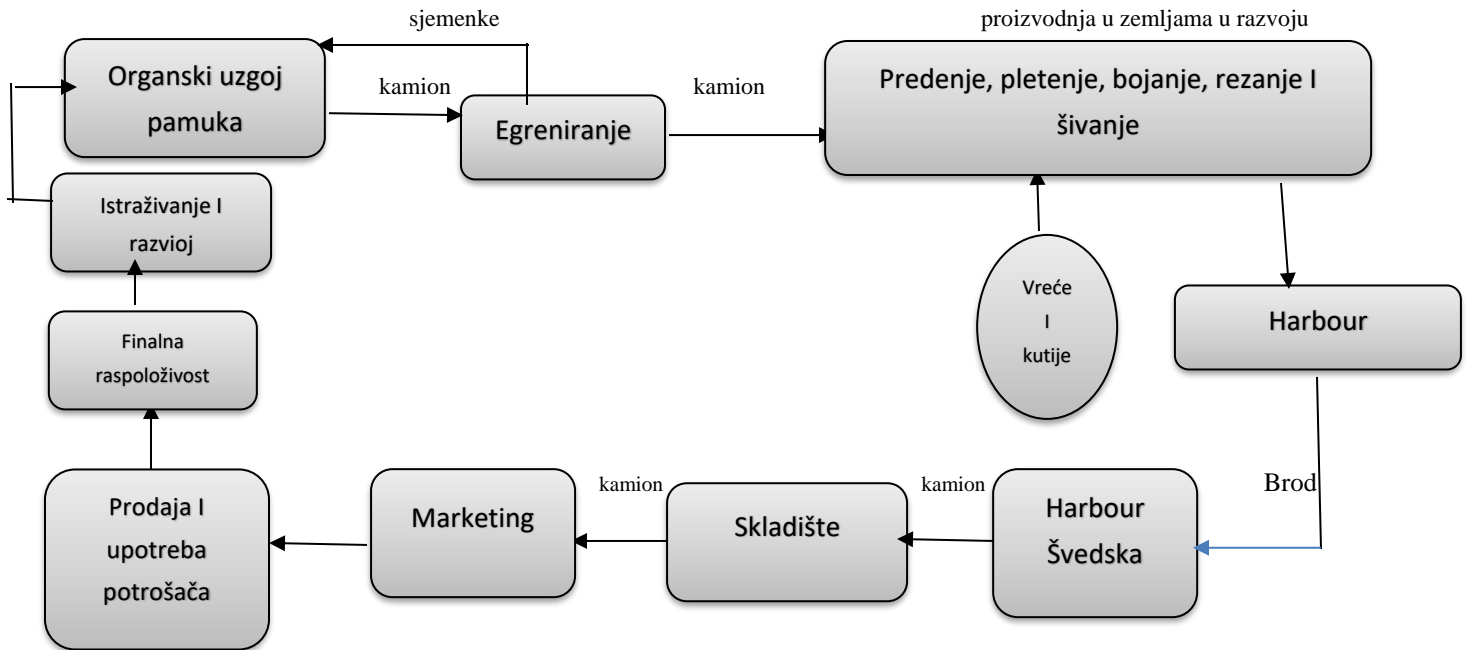 sjemenke
proizvodnja u zemljama u razvoju
Organski uzgoj
pamuka
kamion
Egreniranje
kamion
Predenje, pletenje, bojanje, rezanje I
šivanje
Istraživanje I
razvioj
Vreće
I
kutije
Harbour
Finalna
raspoloživost
Brod
Harbour
Švedska
kamion
Skladište
kamion
Marketing
Prodaja I
upotreba
potrošača